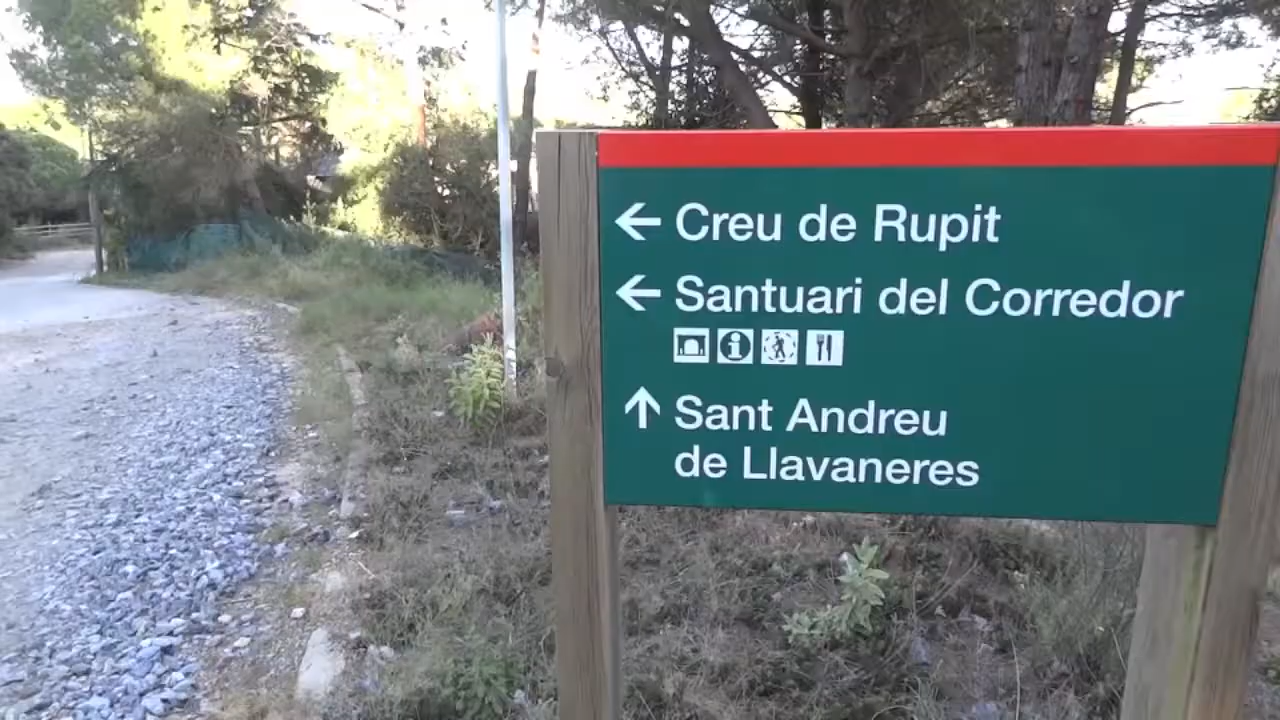 ← Creu de Rupit
← Santuari del Corredor
i
↑ Sant Andreu
de Llavaneres